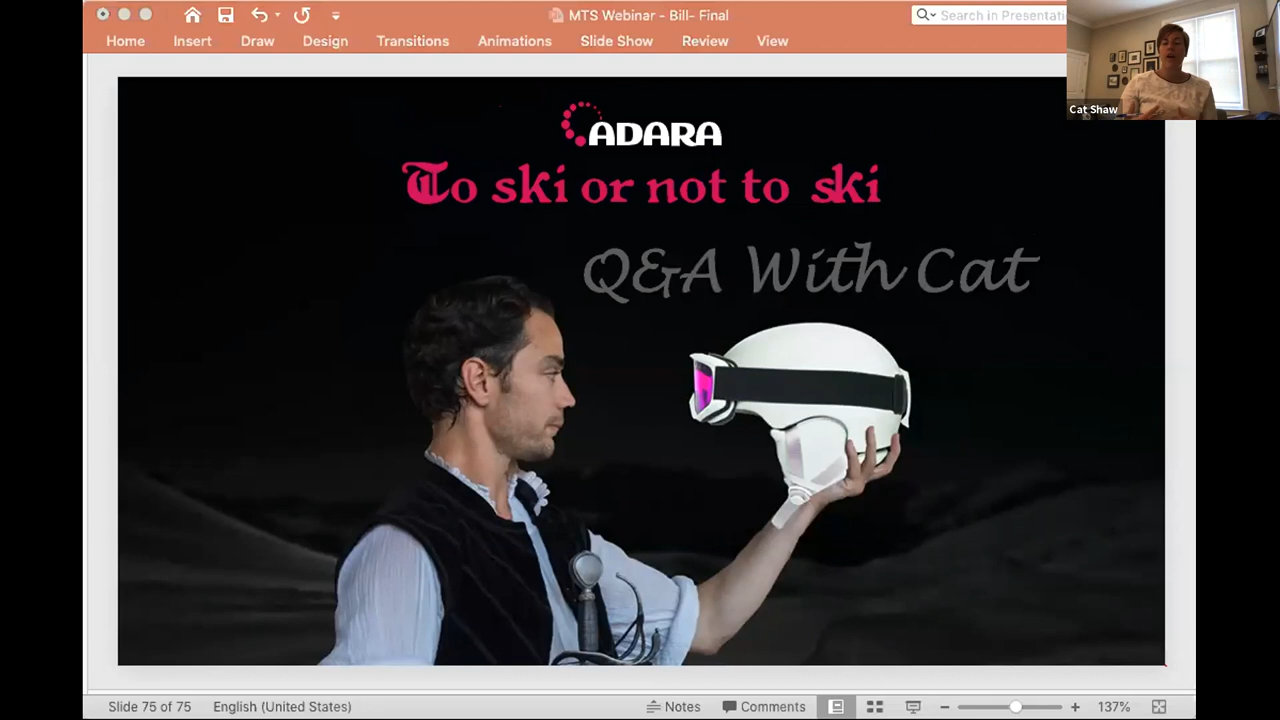 MTS Webinar - Bill- Final
Search in Presentati
Home Insert Draw Design Transitions Animations Slide Show Review View
Cat Shaw
ADARA
To ski or not to ski
Q&A With Cat
Slide 75 of 75 English (United States) Notes Comments 137%